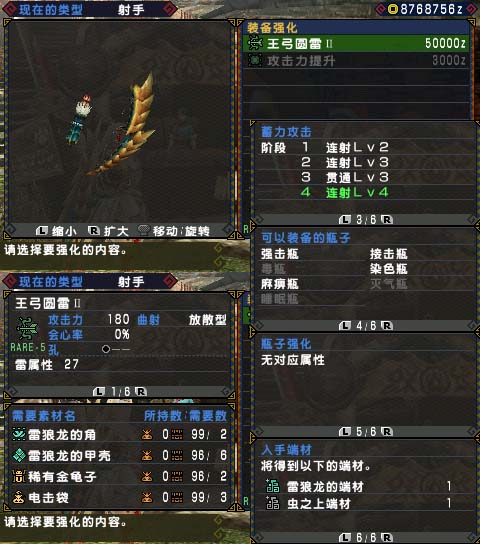 现在的类型 射手
L 缩小 R 扩大 移动/旋转
请选择要强化的内容。
8768756z
装备强化
王弓圆雷 II 50000z
攻击力提升 3000z
蓄力攻击
阶段 1 连射Lv2
2 连射Lv3
3 贯通Lv3
4 连射Lv4
L 3/6 R
可以装备的瓶子
强击瓶 接击瓶
毒瓶 染色瓶
麻痹瓶 灭气瓶
睡眠瓶
L 4/6 R
现在的类型 射手
王弓圆雷 II
攻击力 180 曲射 放散型
会心率 0%
RARE-5 孔 ●--
雷属性 27
L 1/6 R
需要素材名 所持数/需要数
雷狼龙的角 0 99/ 2
雷狼龙的甲壳 0 96/ 6
稀有金龟子 0 96/ 2
电击袋 0 99/ 3
请选择要强化的内容。
瓶子强化
无对应属性
L 5/6 R
入手端材
将得到以下的端材。
雷狼龙的端材 1
虫之上端材 1
L 6/6 R